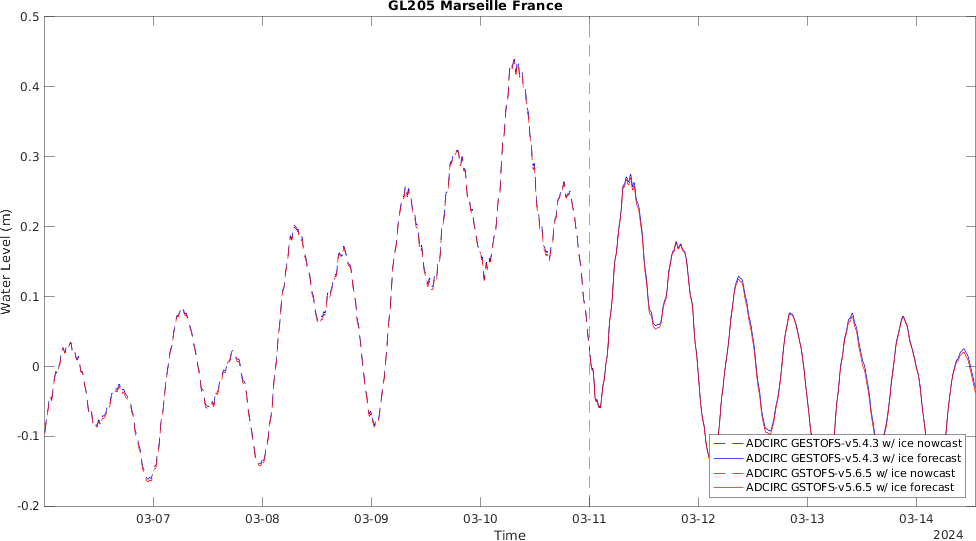 GL205 Marseille France
0.5
0.4
0.3
0.2
0.1
0
-0.1
-0.2
Water Level (m)
ADCIRC GESTOFS-v5.4.3 w/ ice nowcast
ADCIRC GESTOFS-v5.4.3 w/ ice forecast
ADCIRC GSTOFS-v5.6.5 w/ ice nowcast
ADCIRC GSTOFS-v5.6.5 w/ ice forecast
03-07 03-08 03-09 03-10 03-11 03-12 03-13 03-14
Time
2024